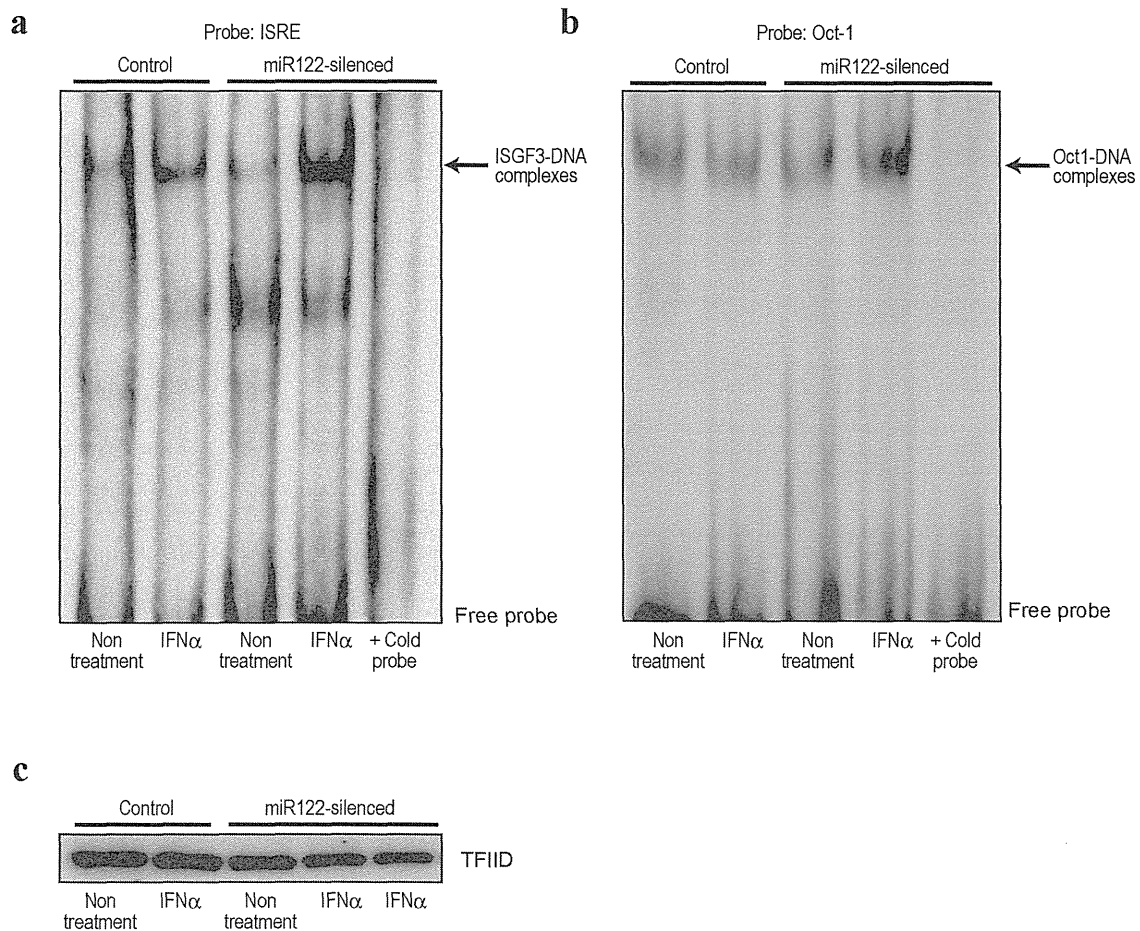 a
Probe: ISRE
Control
miR122-silenced
ISGF3-DNA
complexes
Free probe
Non
treatment
IFNα
Non
treatment
IFNα
+ Cold
probe
b
Probe: Oct-1
Control
miR122-silenced
Oct1-DNA
complexes
Free probe
Non
treatment
IFNα
Non
treatment
IFNα
+ Cold
probe
c
Control
miR122-silenced
TFIID
Non
treatment
IFNα
Non
treatment
IFNα
IFNα